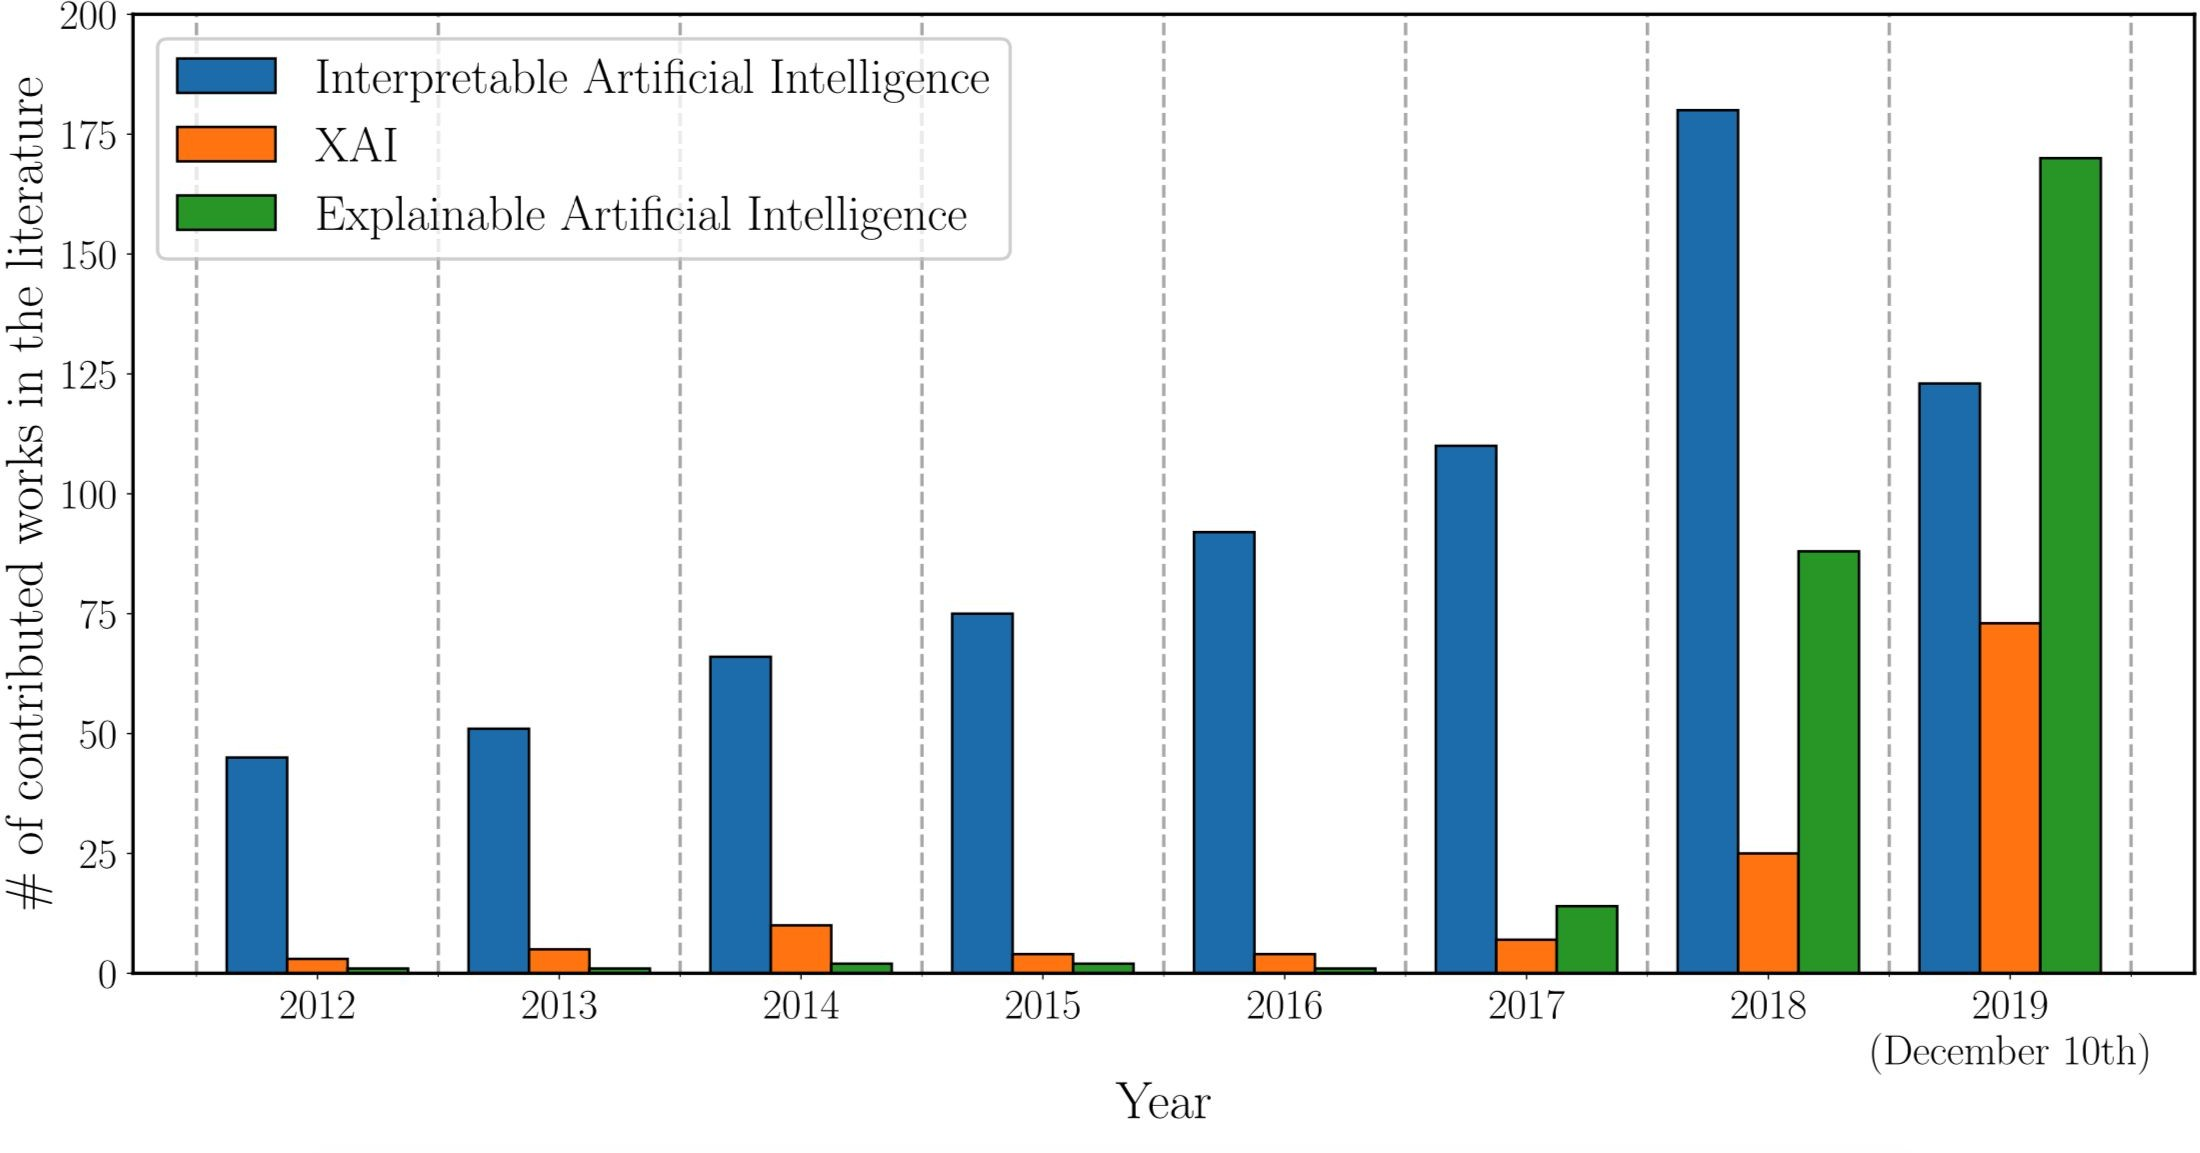 200
175
150
125
100
75
50
25
0
# of contributed works in the literature
Interpretable Artificial Intelligence
XAI
Explainable Artificial Intelligence
2012 2013 2014 2015 2016 2017 2018 2019
(December 10th)
Year